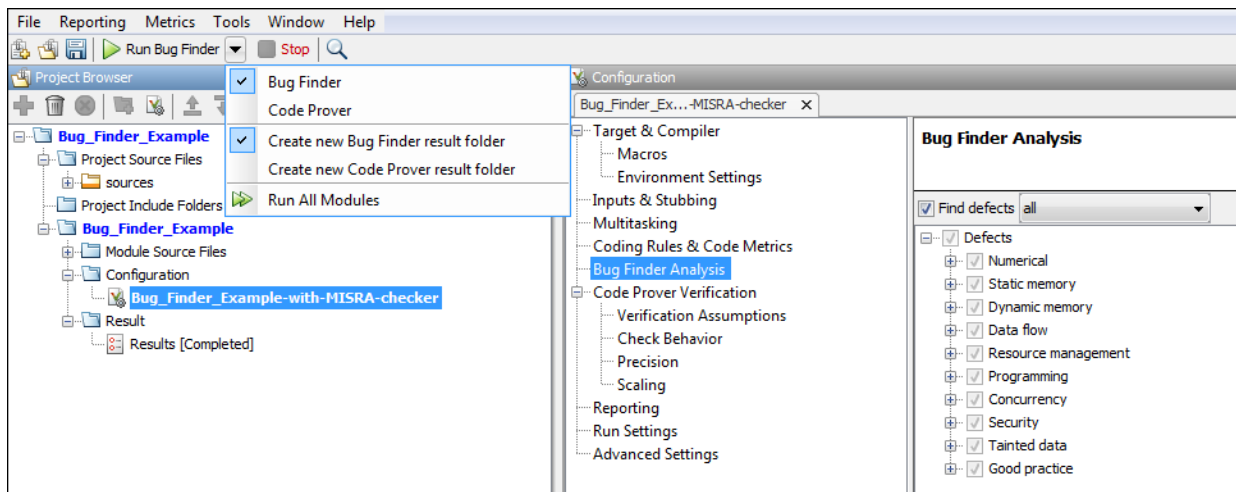 File Reporting Metrics Tools Window Help
Run Bug Finder Stop
Project Browser
Bug Finder
Code Prover
Create new Bug Finder result folder
Create new Code Prover result folder
Run All Modules
Bug_Finder_Example
Project Source Files
sources
Project Include Folders
Bug_Finder_Example
Module Source Files
Configuration
Bug_Finder_Example-with-MISRA-checker
Result
Results [Completed]
Configuration
Bug_Finder_Ex...-MISRA-checker X
Target & Compiler
Macros
Environment Settings
Inputs & Stubbing
Multitasking
Coding Rules & Code Metrics
Bug Finder Analysis
Code Prover Verification
Verification Assumptions
Check Behavior
Precision
Scaling
Reporting
Run Settings
Advanced Settings
Bug Finder Analysis
Find defects all
Defects
Numerical
Static memory
Dynamic memory
Data flow
Resource management
Programming
Concurrency
Security
Tainted data
Good practice